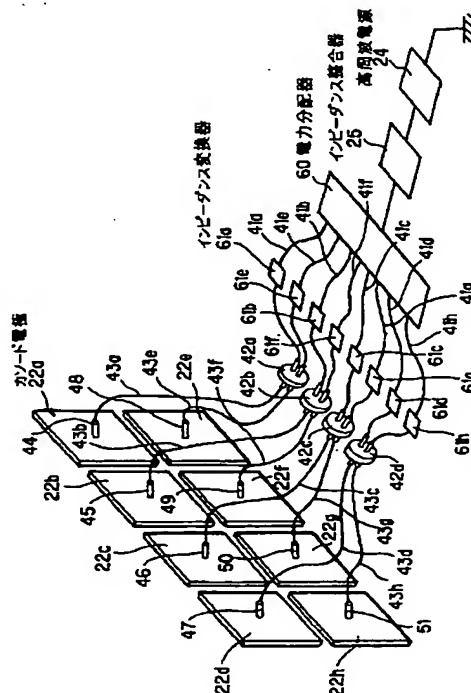 カソード電極
22a
44
43b
48
43a
43e
22e
43f
42b
42a
インピーダンス変換器
61a
41a
61e
41e
61b
41b
60 電力分配器
インピーダンス整合器
25
高周波電源
24
41f
41c
41d
41g
41h
61f
61c
61g
61d
61h
42c
42d
22b
45
49
22f
43c
22c
46
50
22g
43g
43d
43h
47
22d
22h
51